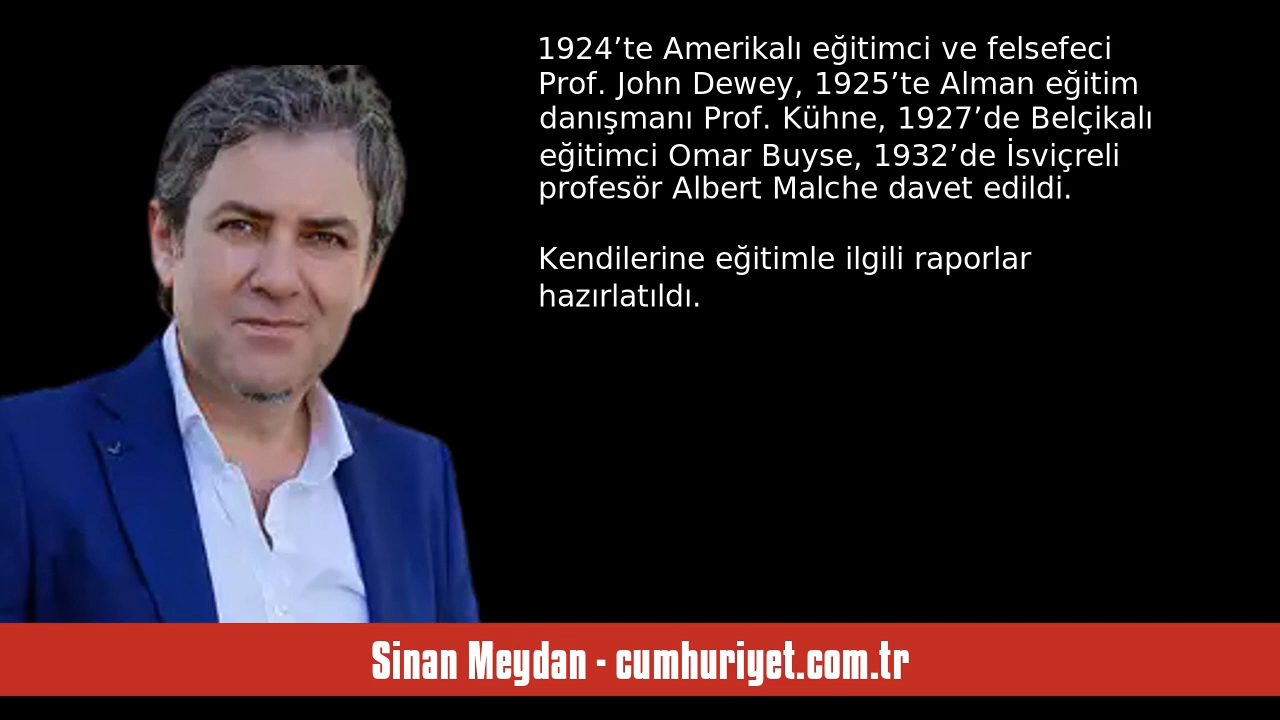 1924’te Amerikalı eğitimci ve felsefeci
Prof. John Dewey, 1925’te Alman eğitim
danışmanı Prof. Kühne, 1927’de Belçikalı
eğitimci Omar Buyse, 1932’de İsviçreli
profesör Albert Malche davet edildi.
Kendilerine eğitimle ilgili raporlar
hazırlatıldı.
Sinan Meydan - cumhuriyet.com.tr